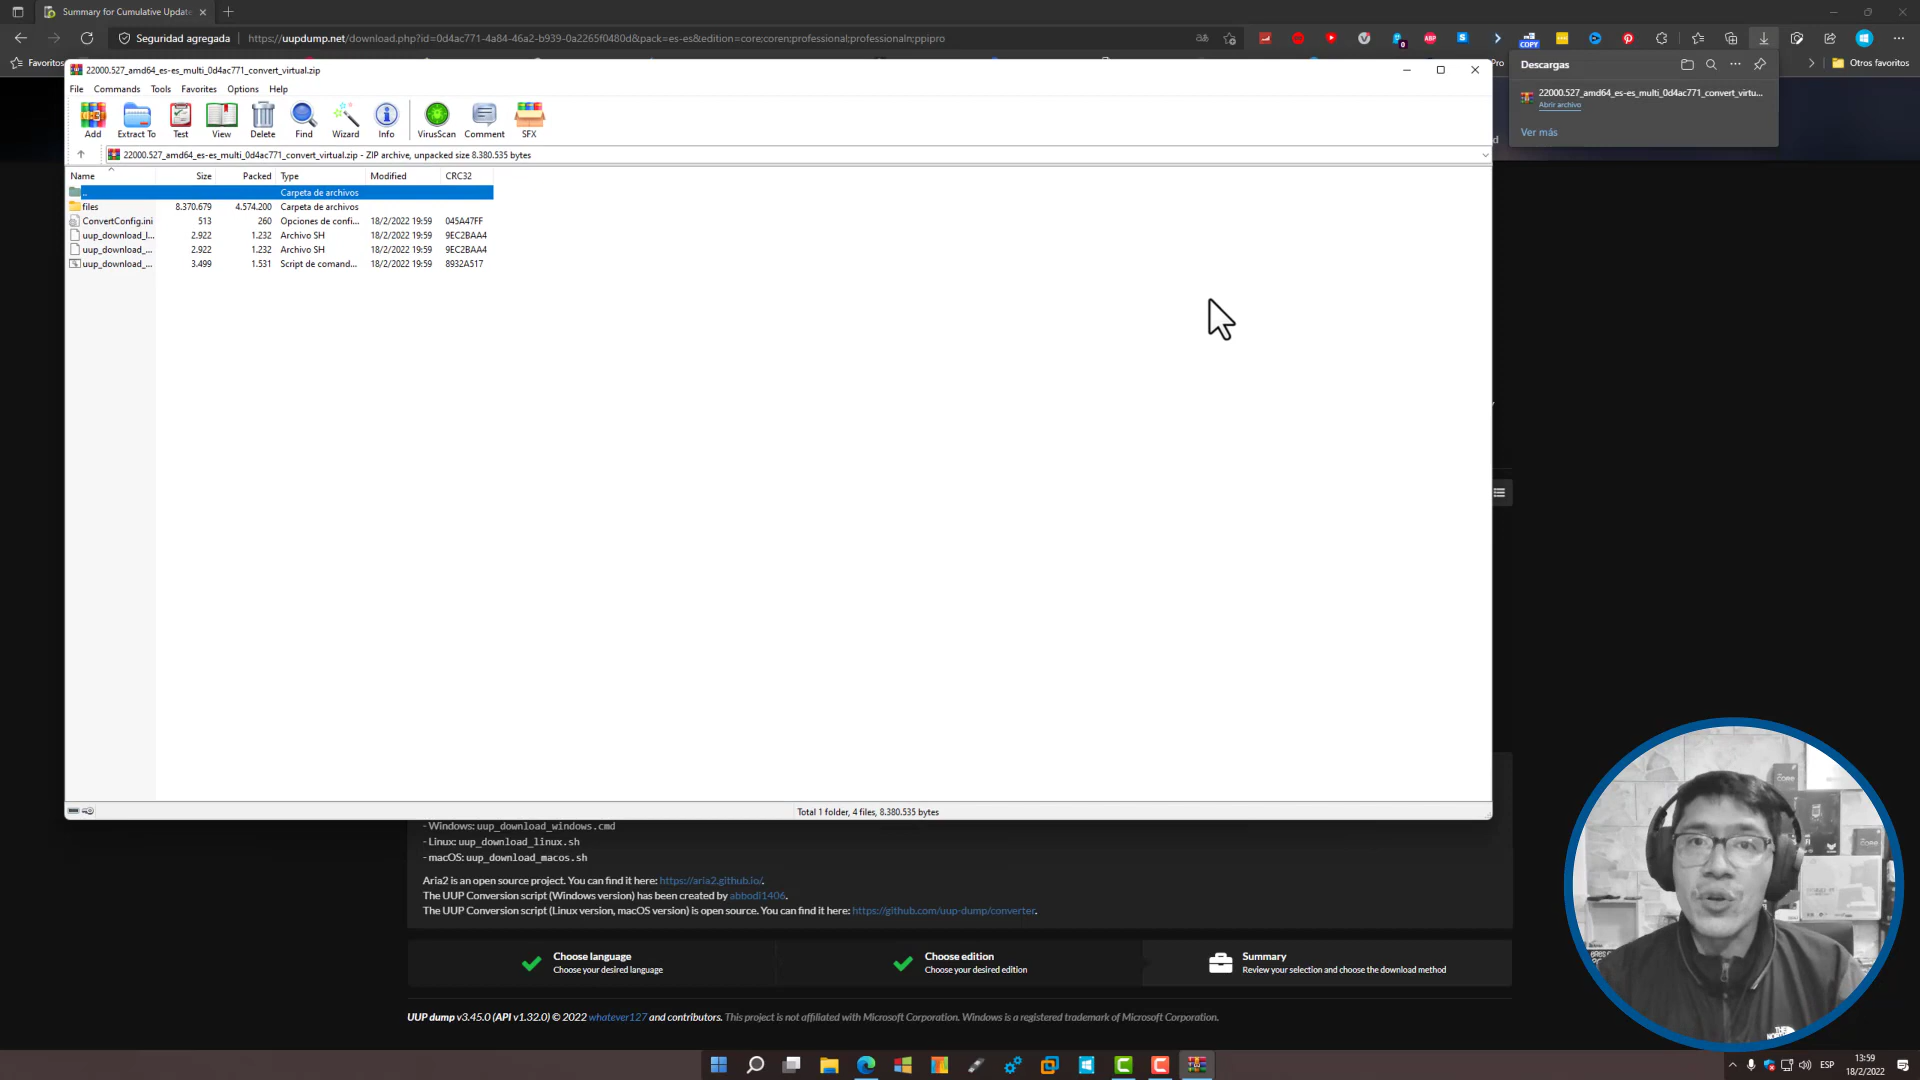 Summary for Cumulative Update
Seguridad agregada
https://uupdump.net/download.php?id=0d4ac771-4a84-46a2-b939-0a2265f0480d&pack=es-es&edition=core;coren;professional;professionaln;ppipro
ABP
COPY
Favoritos
Pro
Otros favoritos
Descargas
22000.527_amd64_es-es_multi_0d4ac771_convert_virtu...
Abrir archivo
Ver más
22000.527_amd64_es-es_multi_0d4ac771_convert_virtual.zip
File Commands Tools Favorites Options Help
Add Extract To Test View Delete Find Wizard Info VirusScan Comment SFX
22000.527_amd64_es-es_multi_0d4ac771_convert_virtual.zip - ZIP archive, unpacked size 8.380.535 bytes
Name Size Packed Type Modified CRC32
.. Carpeta de archivos
files 8.370.679 4.574.200 Carpeta de archivos
ConvertConfig.ini 513 260 Opciones de confi... 18/2/2022 19:59 045A47FF
uup_download_l... 2.922 1.232 Archivo SH 18/2/2022 19:59 9EC2BAA4
uup_download_... 2.922 1.232 Archivo SH 18/2/2022 19:59 9EC2BAA4
uup_download_... 3.499 1.531 Script de comand... 18/2/2022 19:59 8932A517
Total 1 folder, 4 files, 8.380.535 bytes
- Windows: uup_download_windows.cmd
- Linux: uup_download_linux.sh
- macOS: uup_download_macos.sh
Aria2 is an open source project. You can find it here: https://aria2.github.io/.
The UUP Conversion script (Windows version) has been created by abbodi1406.
The UUP Conversion script (Linux version, macOS version) is open source. You can find it here: https://github.com/uup-dump/converter.
Choose language
Choose your desired language
Choose edition
Choose your desired edition
Summary
Review your selection and choose the download method
UUP dump v3.45.0 (API v1.32.0) © 2022 whatever127 and contributors. This project is not affiliated with Microsoft Corporation. Windows is a registered trademark of Microsoft Corporation.
ESP
13:59
18/2/2022